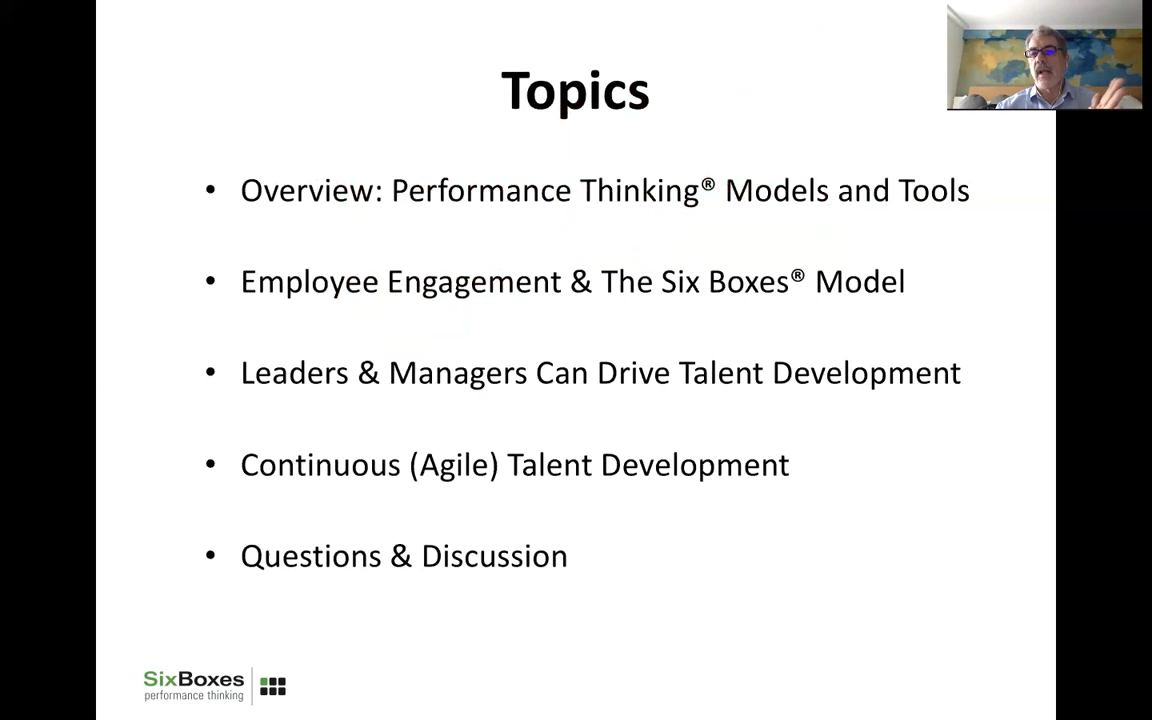 Topics
• Overview: Performance Thinking® Models and Tools
• Employee Engagement & The Six Boxes® Model
• Leaders & Managers Can Drive Talent Development
• Continuous (Agile) Talent Development
• Questions & Discussion
SixBoxes
performance thinking